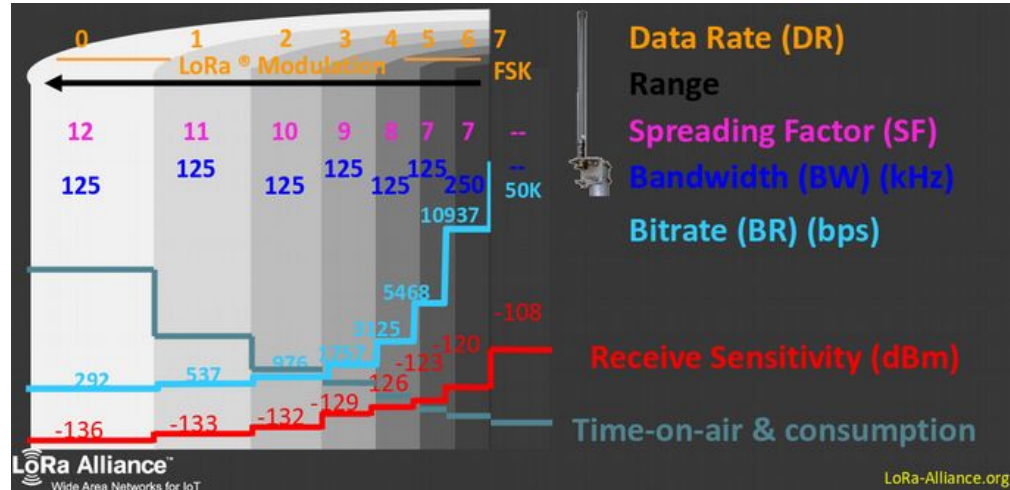 0 1 2 3 4 5 6 7
LoRa ® Modulation FSK
Data Rate (DR)
Range
12 11 10 9 8 7 7 --
Spreading Factor (SF)
125 125 125 125 125 125 250 --
Bandwidth (BW) (kHz)
292 537 976 5468 10937 50K
Bitrate (BR) (bps)
-136 -133 -132 -129 126 -123 -120 -108
Receive Sensitivity (dBm)
Time-on-air & consumption
LoRa Alliance™
Wide Area Networks for IoT
LoRa-Alliance.org